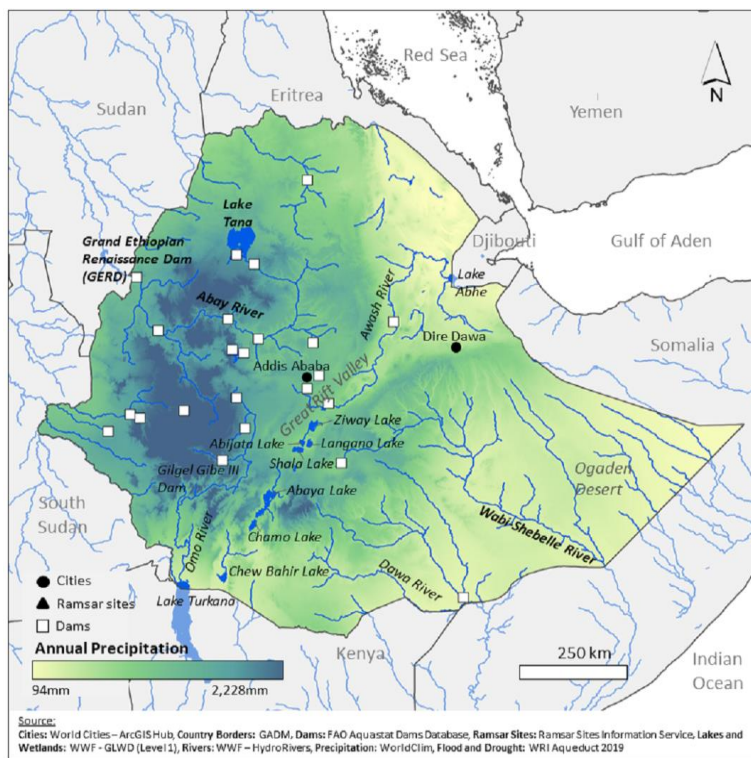 Red Sea
N
Sudan
Eritrea
Yemen
Lake
Tana
Grand Ethiopian
Renaissance Dam
(GERD)
Djibouti
Gulf of Aden
Lake
Abhe
Abay River
Awash River
Dire Dawa
Somalia
Addis Ababa
Great Rift Valley
Ziway Lake
Abijata Lake
Langano Lake
Shala Lake
Gilgel Gibe III
Dam
Ogaden
Desert
Abaya Lake
South
Sudan
Wabi Shebelle River
Chamo Lake
Omo River
Chew Bahir Lake
Dawa River
Lake Turkana
Cities
Ramsar sites
Dams
Kenya
Annual Precipitation
94mm
2,228mm
250 km
Indian
Ocean
Source:
Cities: World Cities – ArcGIS Hub, Country Borders: GADM, Dams: FAO Aquastat Dams Database, Ramsar Sites: Ramsar Sites Information Service, Lakes and
Wetlands: WWF - GLWD (Level 1), Rivers: WWF – HydroRivers, Precipitation: WorldClim, Flood and Drought: WRI Aqueduct 2019